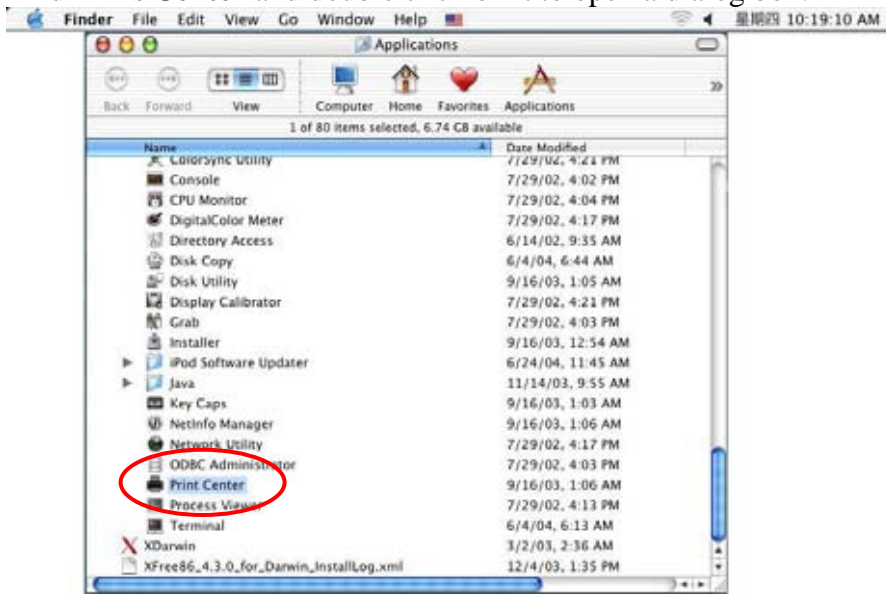 Center and double click on it to open a dialog box.
Finder File Edit View Go Window Help 星期四 10:19:10 AM
Applications
Back Forward View Computer Home Favorites Applications
1 of 80 items selected, 6.74 GB available
Name Date Modified
ColorSync Utility 7/29/02, 4:21 PM
Console 7/29/02, 4:02 PM
CPU Monitor 7/29/02, 4:04 PM
DigitalColor Meter 7/29/02, 4:17 PM
Directory Access 6/14/02, 9:35 AM
Disk Copy 6/4/04, 6:44 AM
Disk Utility 9/16/03, 1:05 AM
Display Calibrator 7/29/02, 4:21 PM
Grab 7/29/02, 4:03 PM
Installer 9/16/03, 12:54 AM
iPod Software Updater 6/24/04, 11:45 AM
Java 11/14/03, 9:55 AM
Key Caps 9/16/03, 1:03 AM
NetInfo Manager 9/16/03, 1:06 AM
Network Utility 7/29/02, 4:17 PM
ODBC Administrator 7/29/02, 4:03 PM
Print Center 9/16/03, 1:06 AM
Process Viewer 7/29/02, 4:13 PM
Terminal 6/4/04, 6:13 AM
XDarwin 3/2/03, 2:36 AM
XFree86_4.3.0_for_Darwin_InstallLog.xml 12/4/03, 1:35 PM